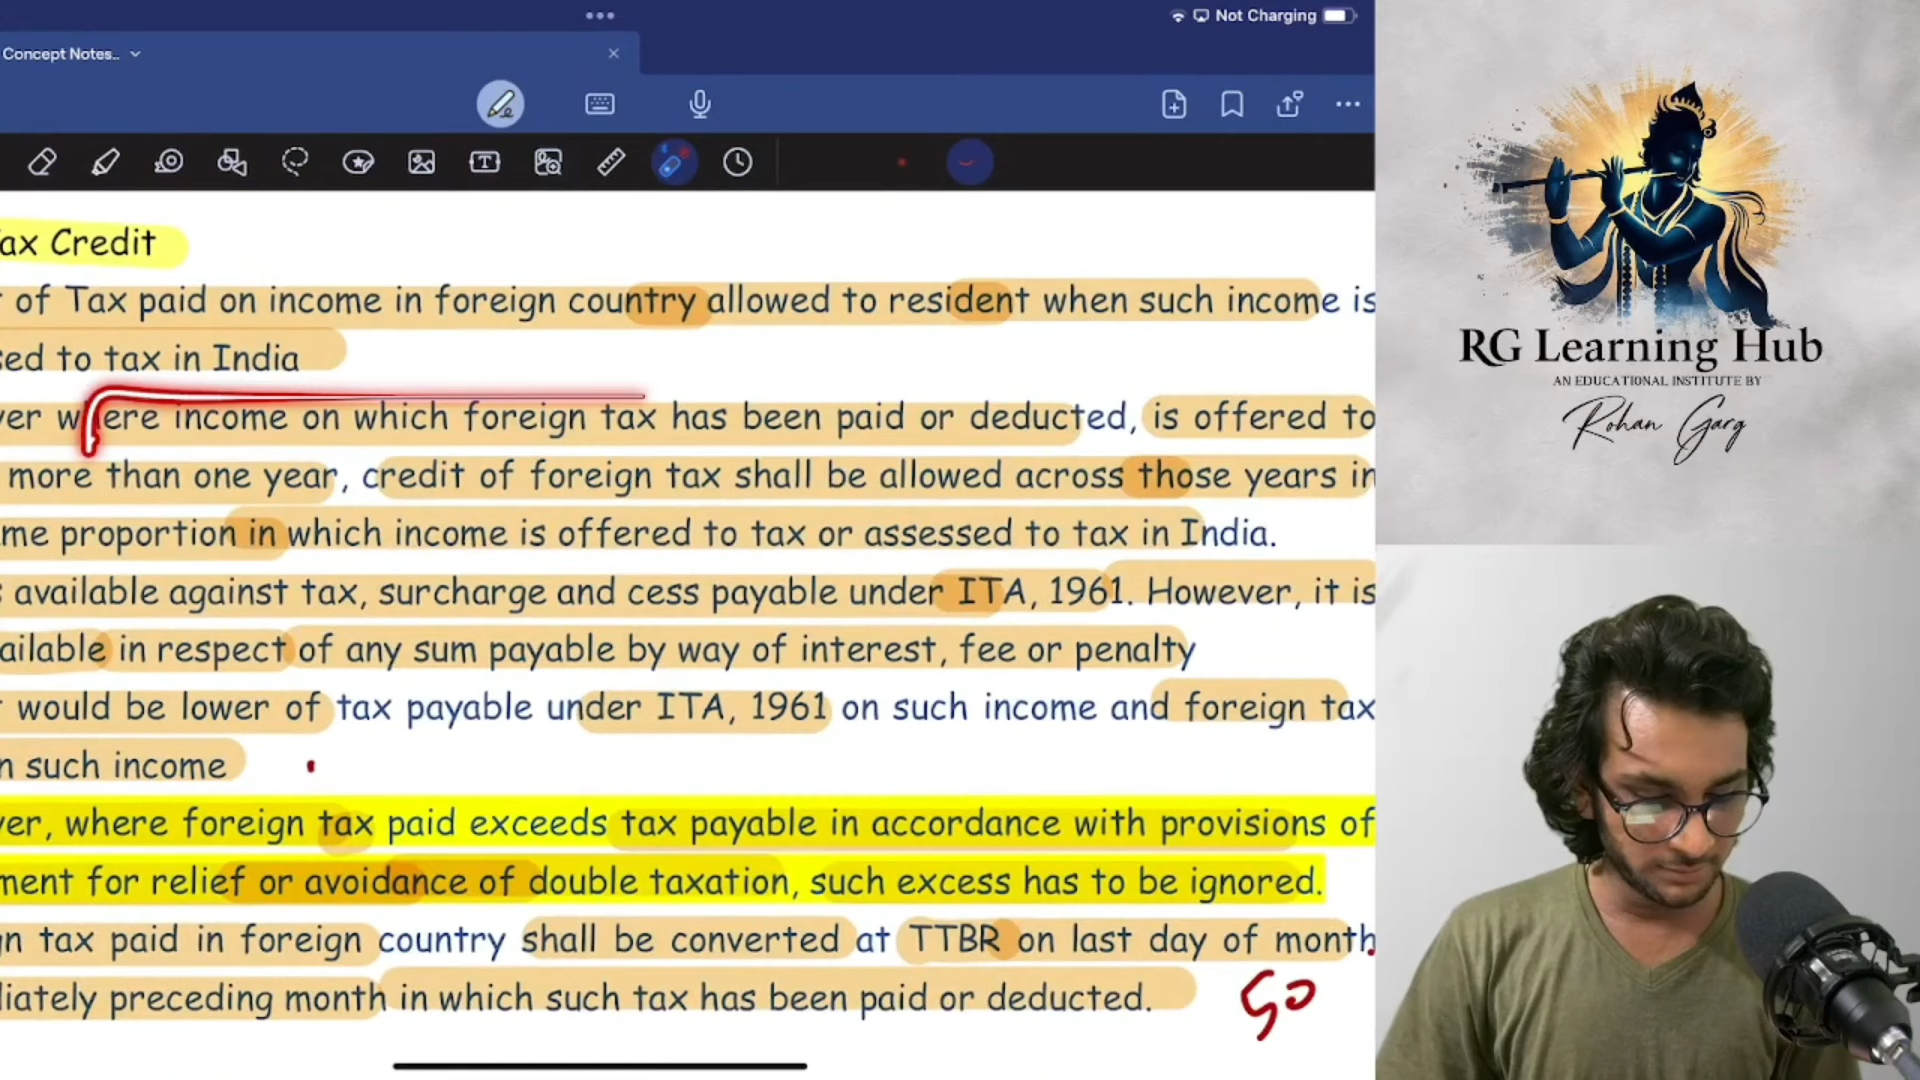 Not Charging
Concept Notes..
ax Credit
of Tax paid on income in foreign country allowed to resident when such income is
sed to tax in India
ver where income on which foreign tax has been paid or deducted, is offered to
more than one year, credit of foreign tax shall be allowed across those years in
me proportion in which income is offered to tax or assessed to tax in India.
available against tax, surcharge and cess payable under ITA, 1961. However, it is
ailable in respect of any sum payable by way of interest, fee or penalty
would be lower of tax payable under ITA, 1961 on such income and foreign tax
n such income
ver, where foreign tax paid exceeds tax payable in accordance with provisions of
ment for relief or avoidance of double taxation, such excess has to be ignored.
gn tax paid in foreign country shall be converted at TTBR on last day of month
liately preceding month in which such tax has been paid or deducted.
50
RG Learning Hub
AN EDUCATIONAL INSTITUTE BY
Rohan Garg